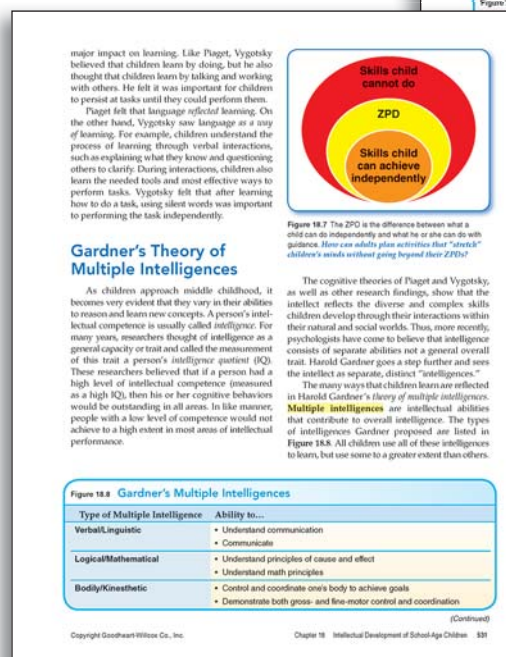 Figure
major impact on learning. Like Piaget, Vygotsky
believed that children learn by doing, but he also
thought that children learn by talking and working
with others. He felt it was important for children
to persist at tasks until they could perform them.
Piaget felt that language reflected learning. On
the other hand, Vygotsky saw language as a way
of learning. For example, children understand the
process of learning through verbal interactions,
such as explaining what they know and questioning
others to clarify. During interactions, children also
learn the needed tools and most effective ways to
perform tasks. Vygotsky felt that after learning
how to do a task, using silent words was important
to performing the task independently.
Gardner's Theory of
Multiple Intelligences
As children approach middle childhood, it
becomes very evident that they vary in their abilities
to reason and learn new concepts. A person's intel-
lectual competence is usually called intelligence. For
many years, researchers thought of intelligence as a
general capacity or trait and called the measurement
of this trait a person's intelligence quotient (IQ).
These researchers believed that if a person had a
high level of intellectual competence (measured
as a high IQ), then his or her cognitive behaviors
would be outstanding in all areas. In like manner,
people with a low level of competence would not
achieve to a high extent in most areas of intellectual
performance.
Skills child
cannot do
ZPD
Skills child
can achieve
independently
Figure 18.7 The ZPD is the difference between what a
child can do independently and what he or she can do with
guidance. How can adults plan activities that "stretch"
children's minds without going beyond their ZPDs?
The cognitive theories of Piaget and Vygotsky,
as well as other research findings, show that the
intellect reflects the diverse and complex skills
children develop through their interactions within
their natural and social worlds. Thus, more recently,
psychologists have come to believe that intelligence
consists of separate abilities not a general overall
trait. Harold Gardner goes a step further and sees
the intellect as separate, distinct "intelligences."
The many ways that children learn are reflected
in Harold Gardner's theory of multiple intelligences.
Multiple intelligences are intellectual abilities
that contribute to overall intelligence. The types
of intelligences Gardner proposed are listed in
Figure 18.8. All children use all of these intelligences
to learn, but use some to a greater extent than others.
Figure 18.8 Gardner's Multiple Intelligences
Type of Multiple Intelligence Ability to...
Verbal/Linguistic • Understand communication
• Communicate
Logical/Mathematical • Understand principles of cause and effect
• Understand math principles
Bodily/Kinesthetic • Control and coordinate one's body to achieve goals
• Demonstrate both gross- and fine-motor control and coordination
(Continued)
Copyright Goodheart-Willcox Co., Inc. Chapter 18 Intellectual Development of School-Age Children 531